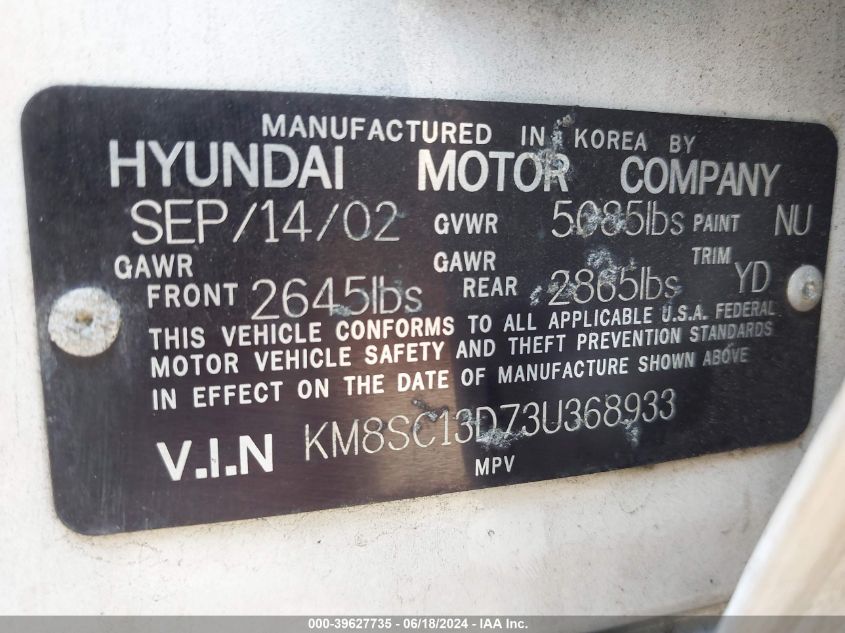 MANUFACTURED IN KOREA BY
HYUNDAI MOTOR COMPANY
SEP/14/02 GVWR 5085lbs PAINT NU
GAWR FRONT 2645lbs GAWR REAR 2865lbs TRIM YD
THIS VEHICLE CONFORMS TO ALL APPLICABLE U.S.A. FEDERAL
MOTOR VEHICLE SAFETY AND THEFT PREVENTION STANDARDS
IN EFFECT ON THE DATE OF MANUFACTURE SHOWN ABOVE
V.I.N KM8SC13D73U368933
MPV
000-39627735 - 06/18/2024 - IAA Inc.